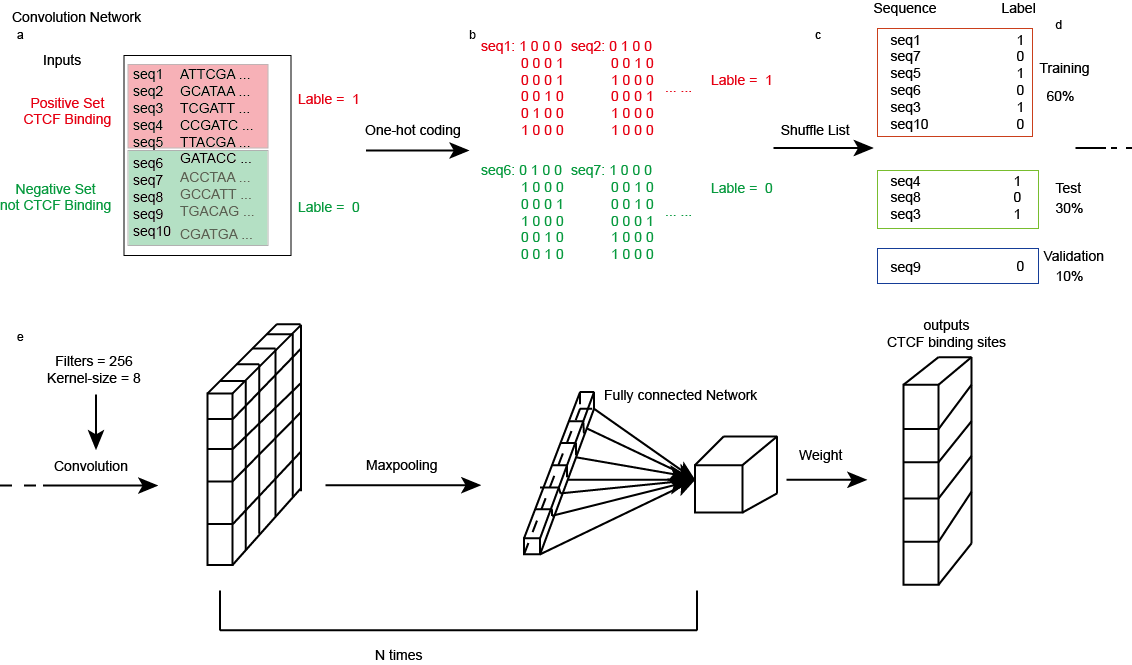 Convolution Network
a
Inputs
Positive Set
CTCF Binding
Negative Set
not CTCF Binding
seq1 ATTCGA ...
seq2 GCATAA ...
seq3 TCGATT ...
seq4 CCGATC ...
seq5 TTACGA ...
seq6 GATACC ...
seq7 ACCTAA ...
seq8 GCCATT ...
seq9 TGACAG ...
seq10 CGATGA ...
Lable = 1
Lable = 0
One-hot coding
b
seq1: 1 0 0 0 seq2: 0 1 0 0
0 0 0 1 0 0 1 0
0 0 0 1 1 0 0 0
0 0 1 0 0 0 0 1
0 1 0 0 1 0 0 0
1 0 0 0 1 0 0 0
... ...
Lable = 1
seq6: 0 1 0 0 seq7: 1 0 0 0
1 0 0 0 0 0 1 0
0 0 0 1 0 0 1 0
1 0 0 0 0 0 0 1
0 0 1 0 1 0 0 0
0 0 1 0 1 0 0 0
... ...
Lable = 0
Shuffle List
c
Sequence Label
seq1 1
seq7 0
seq5 1
seq6 0
seq3 1
seq10 0
seq4 1
seq8 0
seq3 1
seq9 0
d
Training
60%
Test
30%
Validation
10%
e
Filters = 256
Kernel-size = 8
Convolution
Maxpooling
Fully connected Network
Weight
outputs
CTCF binding sites
N times